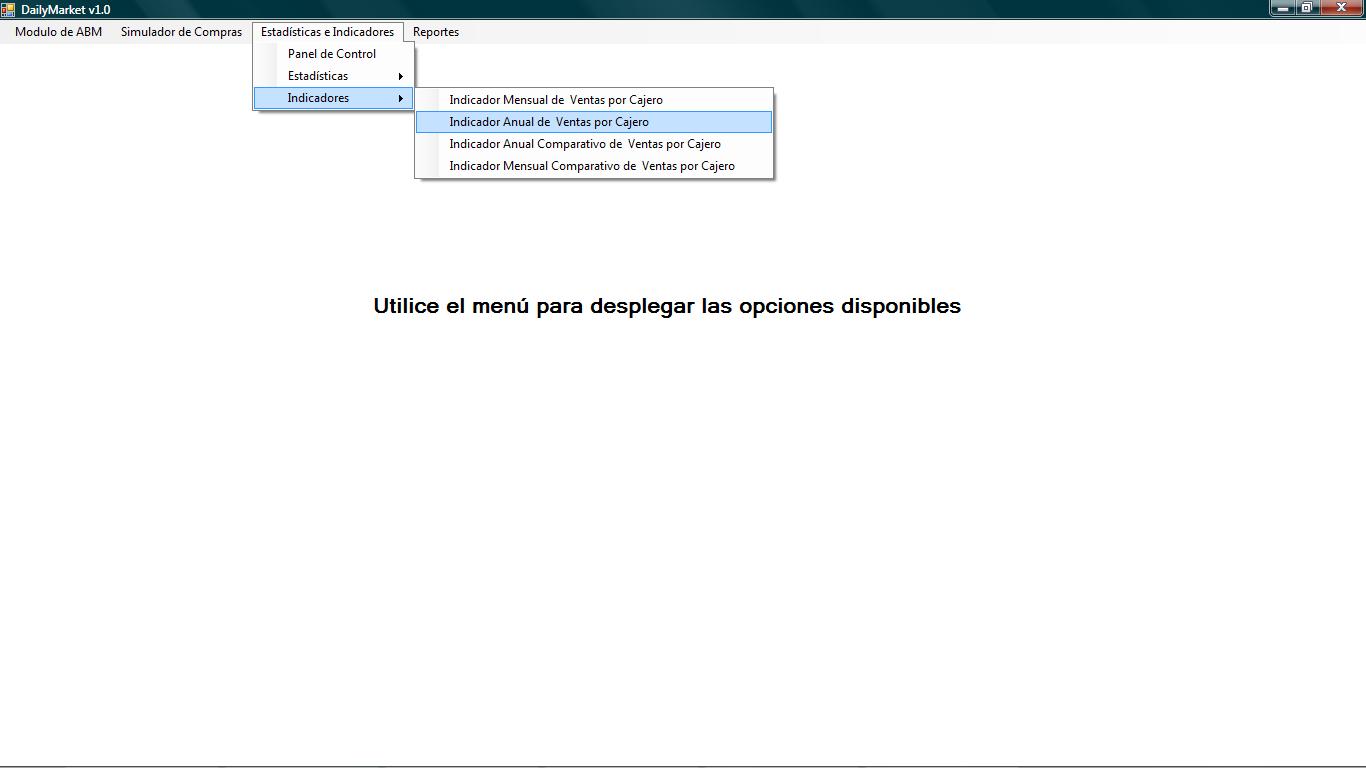 DailyMarket v1.0
Modulo de ABM Simulador de Compras Estadísticas e Indicadores Reportes
Panel de Control
Estadísticas
Indicadores
Indicador Mensual de Ventas por Cajero
Indicador Anual de Ventas por Cajero
Indicador Anual Comparativo de Ventas por Cajero
Indicador Mensual Comparativo de Ventas por Cajero
Utilice el menú para desplegar las opciones disponibles